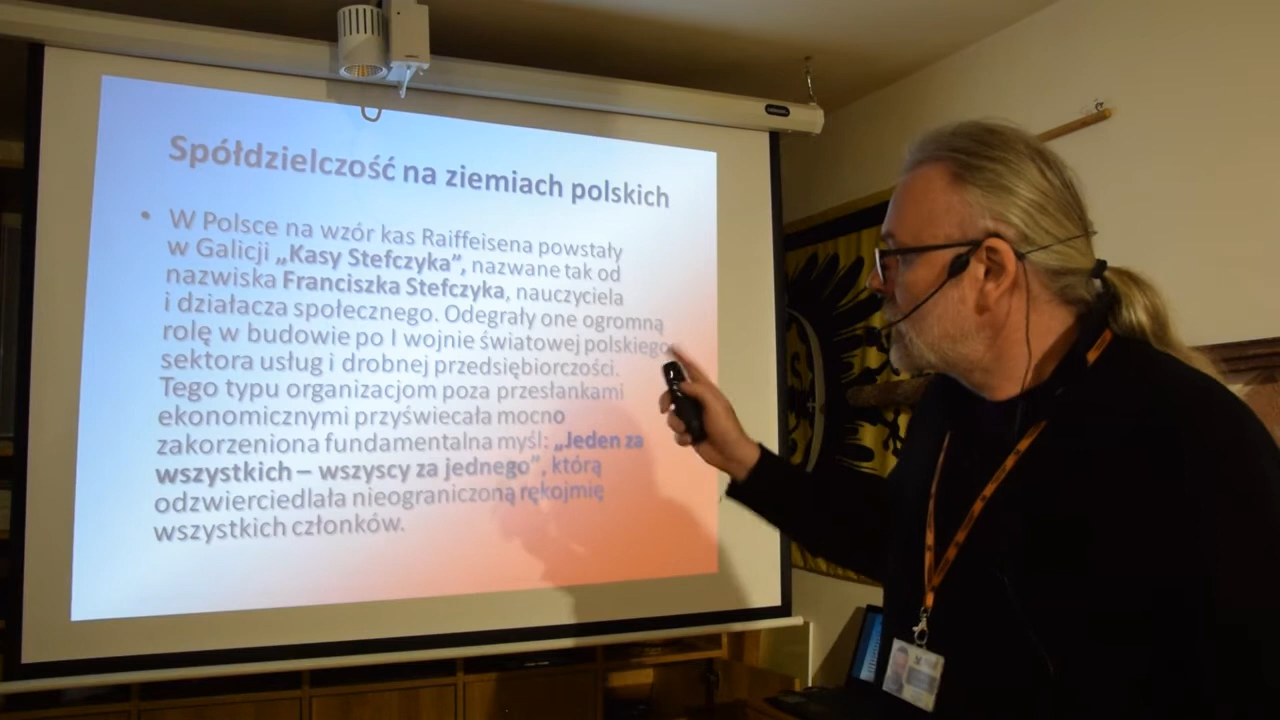 Spółdzielczość na ziemiach polskich
• W Polsce na wzór kas Raiffeisena powstały
w Galicji „Kasy Stefczyka”, nazwane tak od
nazwiska Franciszka Stefczyka, nauczyciela
i działacza społecznego. Odegrały one ogromną
rolę w budowie po I wojnie światowej polskiego
sektora usług i drobnej przedsiębiorczości.
Tego typu organizacjom poza przesłankami
ekonomicznymi przyświecała mocno
zakorzeniona fundamentalna myśl: „Jeden za
wszystkich – wszyscy za jednego”, którą
odzwierciedlała nieograniczoną rękojmię
wszystkich członków.